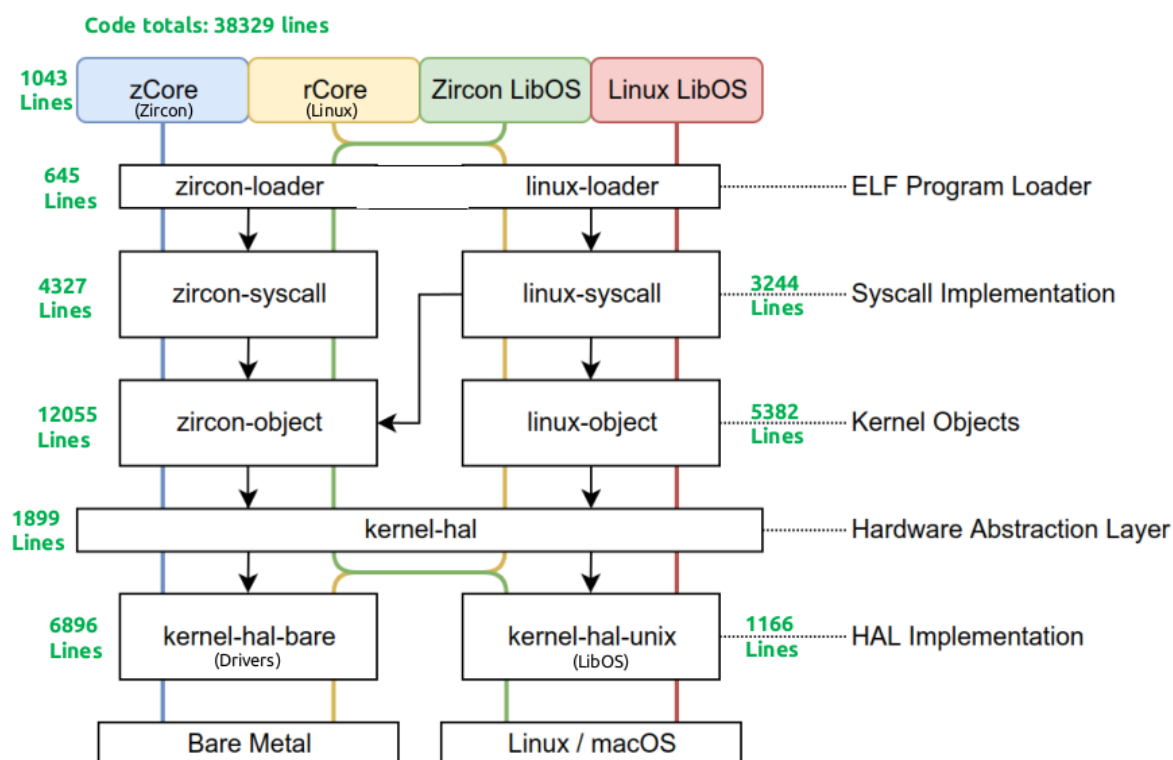 Code totals: 38329 lines
1043
Lines
zCore
(Zircon)
rCore
(Linux)
Zircon LibOS
Linux LibOS
645
Lines
zircon-loader
linux-loader
ELF Program Loader
4327
Lines
zircon-syscall
linux-syscall
3244
Lines
Syscall Implementation
12055
Lines
zircon-object
linux-object
5382
Lines
Kernel Objects
1899
Lines
kernel-hal
Hardware Abstraction Layer
6896
Lines
kernel-hal-bare
(Drivers)
kernel-hal-unix
(LibOS)
1166
Lines
HAL Implementation
Bare Metal
Linux / macOS